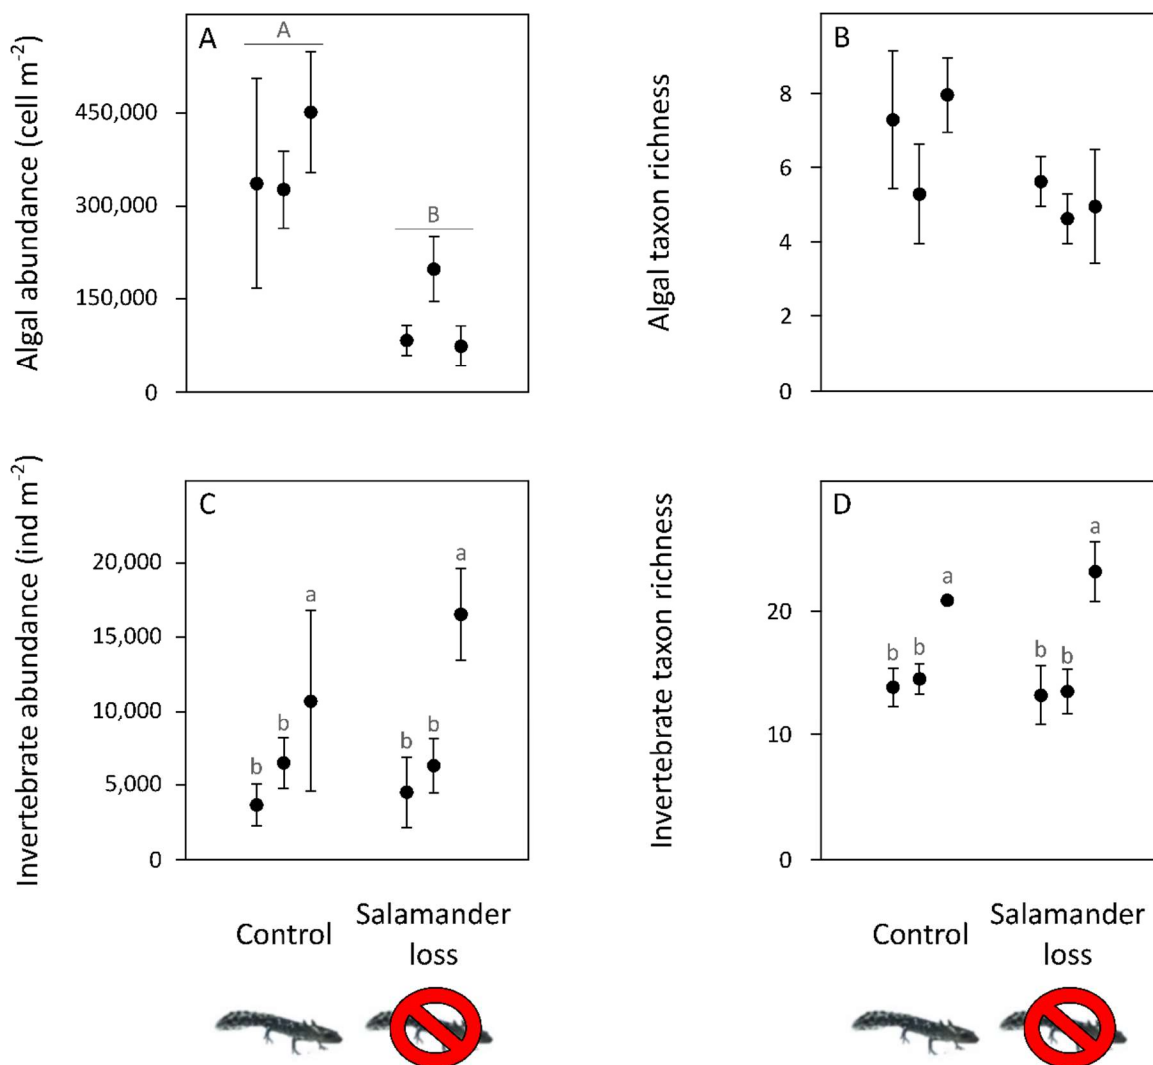 A
A
B
Algal abundance (cell m⁻²)
450,000
300,000
150,000
0
B
Algal taxon richness
8
6
4
2
0
C
Invertebrate abundance (ind m⁻²)
20,000
15,000
10,000
5,000
0
b
b
a
b
b
a
D
Invertebrate taxon richness
20
10
0
b
b
a
b
b
a
Control
Salamander
loss
Control
Salamander
loss